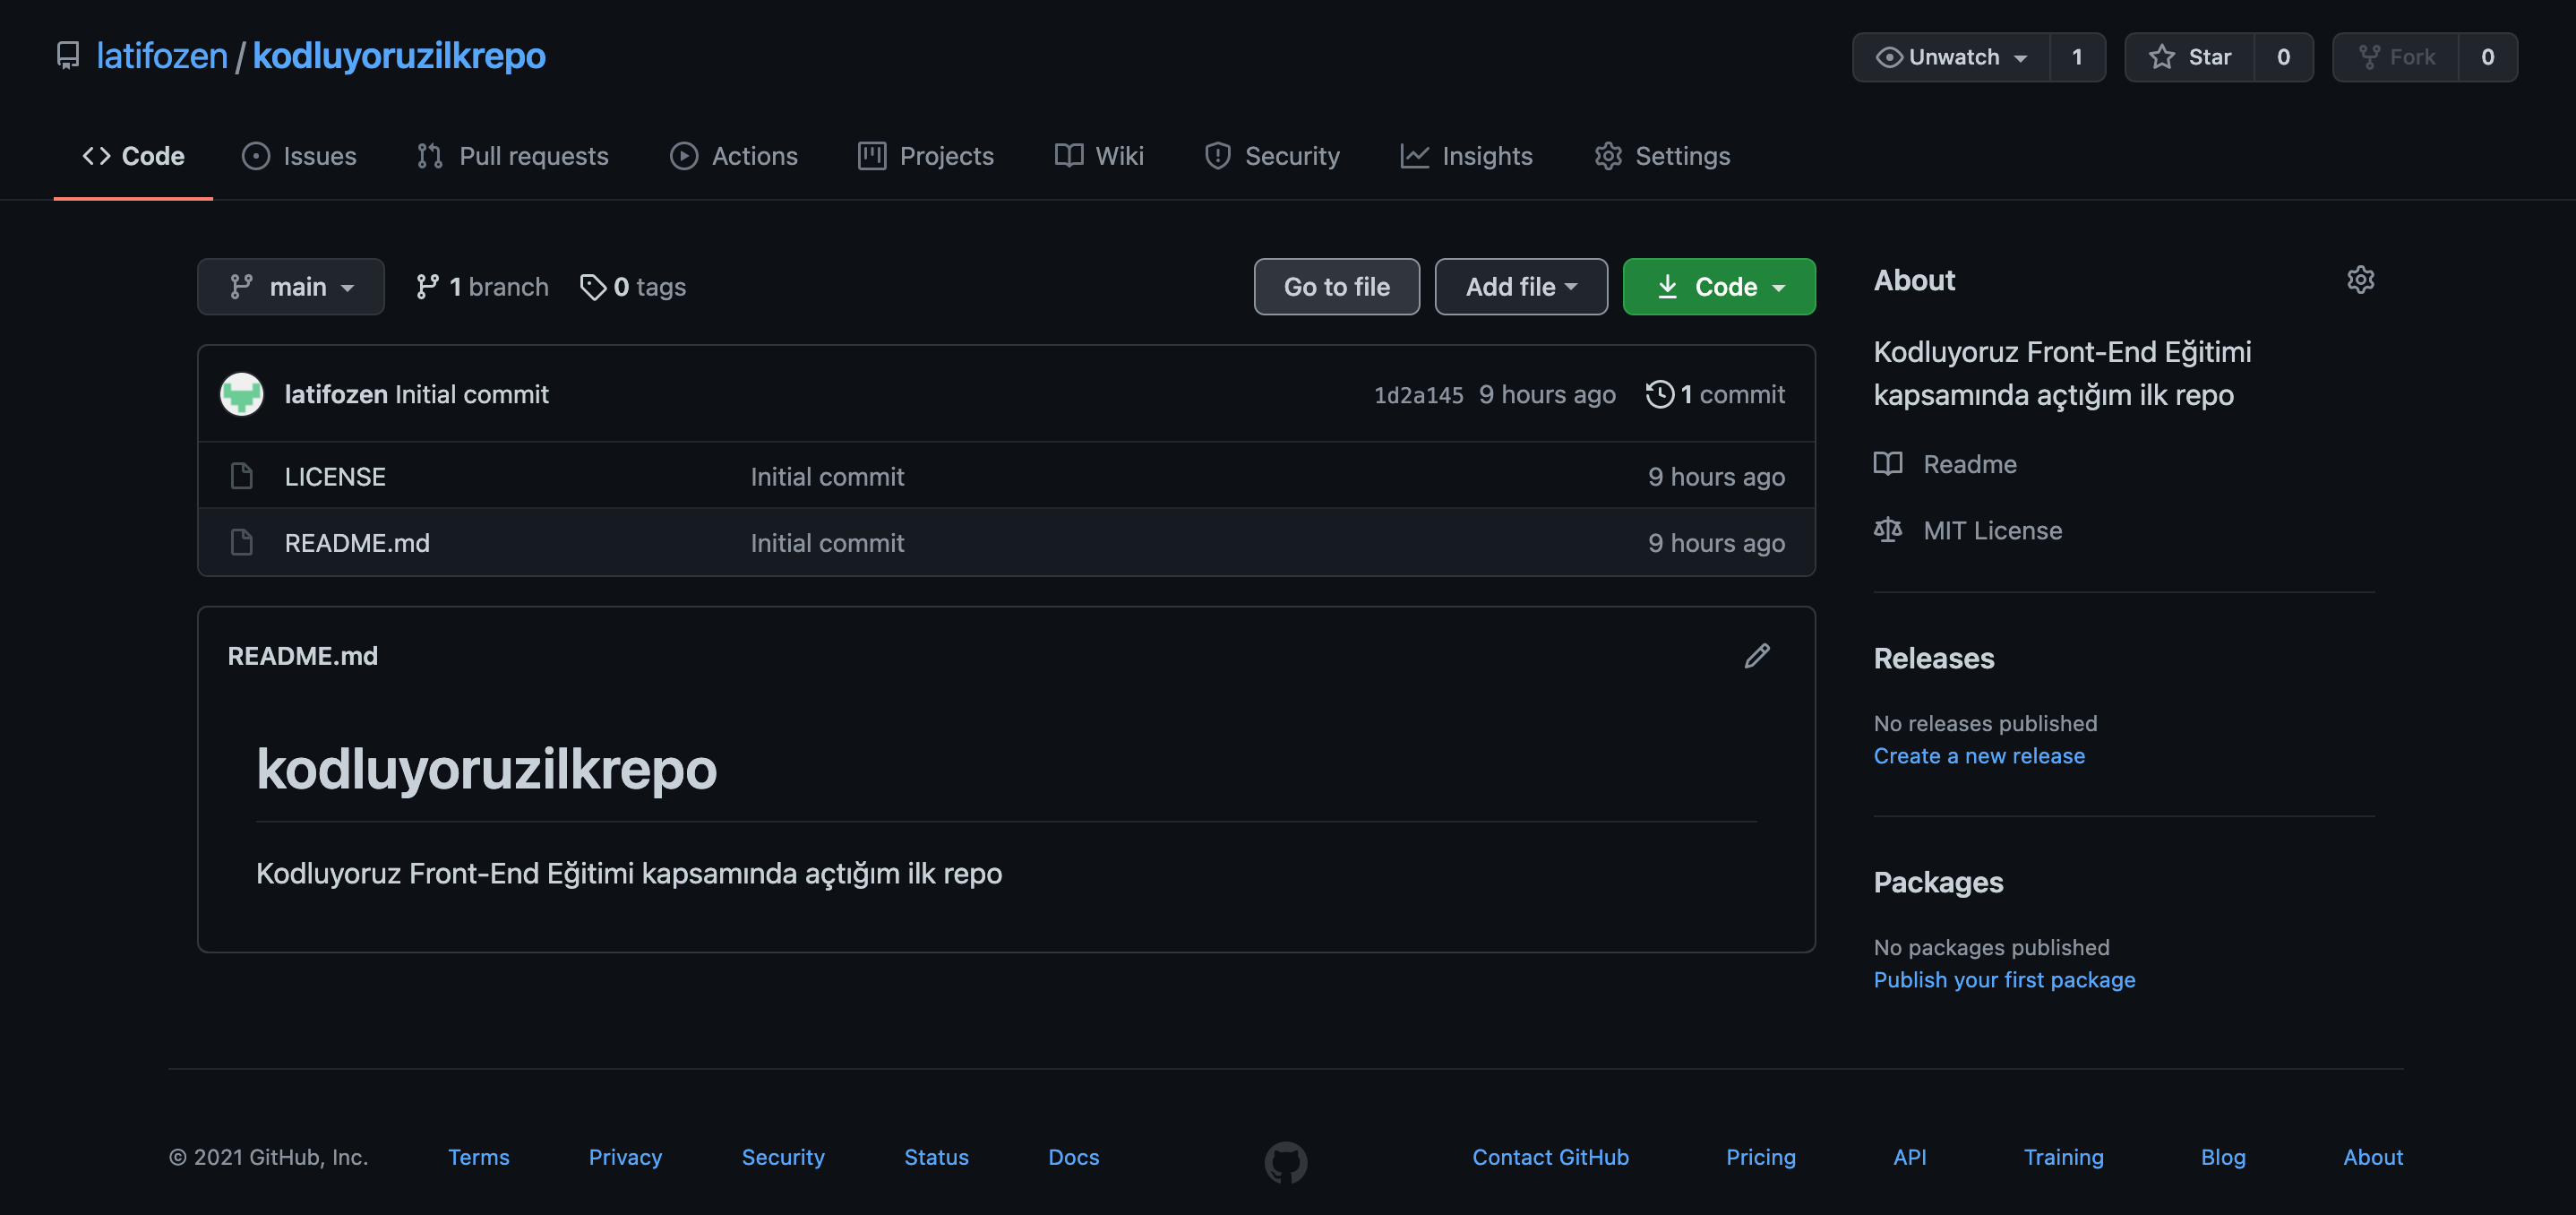 latifozen / kodluyoruzilkrepo
Unwatch 1 Star 0 Fork 0
Code Issues Pull requests Actions Projects Wiki Security Insights Settings
main 1 branch 0 tags Go to file Add file Code
latifozen Initial commit 1d2a145 9 hours ago 1 commit
LICENSE Initial commit 9 hours ago
README.md Initial commit 9 hours ago
README.md
kodluyoruzilkrepo
Kodluyoruz Front-End Eğitimi kapsamında açtığım ilk repo
About
Kodluyoruz Front-End Eğitimi
kapsamında açtığım ilk repo
Readme
MIT License
Releases
No releases published
Create a new release
Packages
No packages published
Publish your first package
© 2021 GitHub, Inc. Terms Privacy Security Status Docs Contact GitHub Pricing API Training Blog About